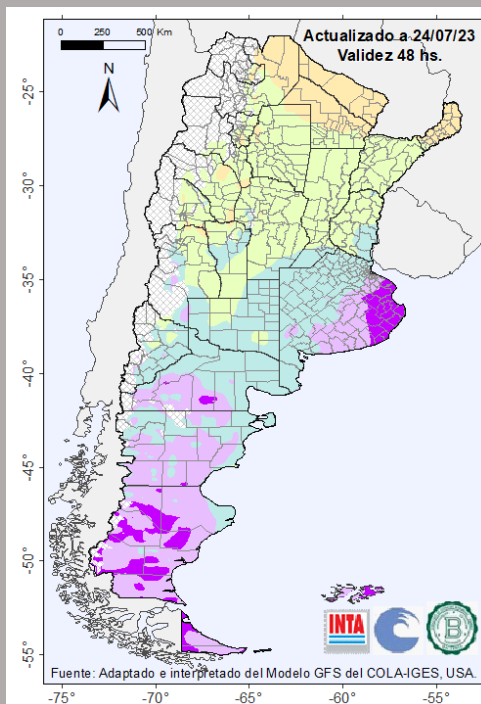 Actualizado a 24/07/23
Validez 48 hs.
0 250 500 Km
N
-25°
-30°
-35°
-40°
-45°
-50°
-55°
INTA
B
Fuente: Adaptado e interpretado del Modelo GFS del COLA-IGES, USA.
-75° -70° -65° -60° -55°